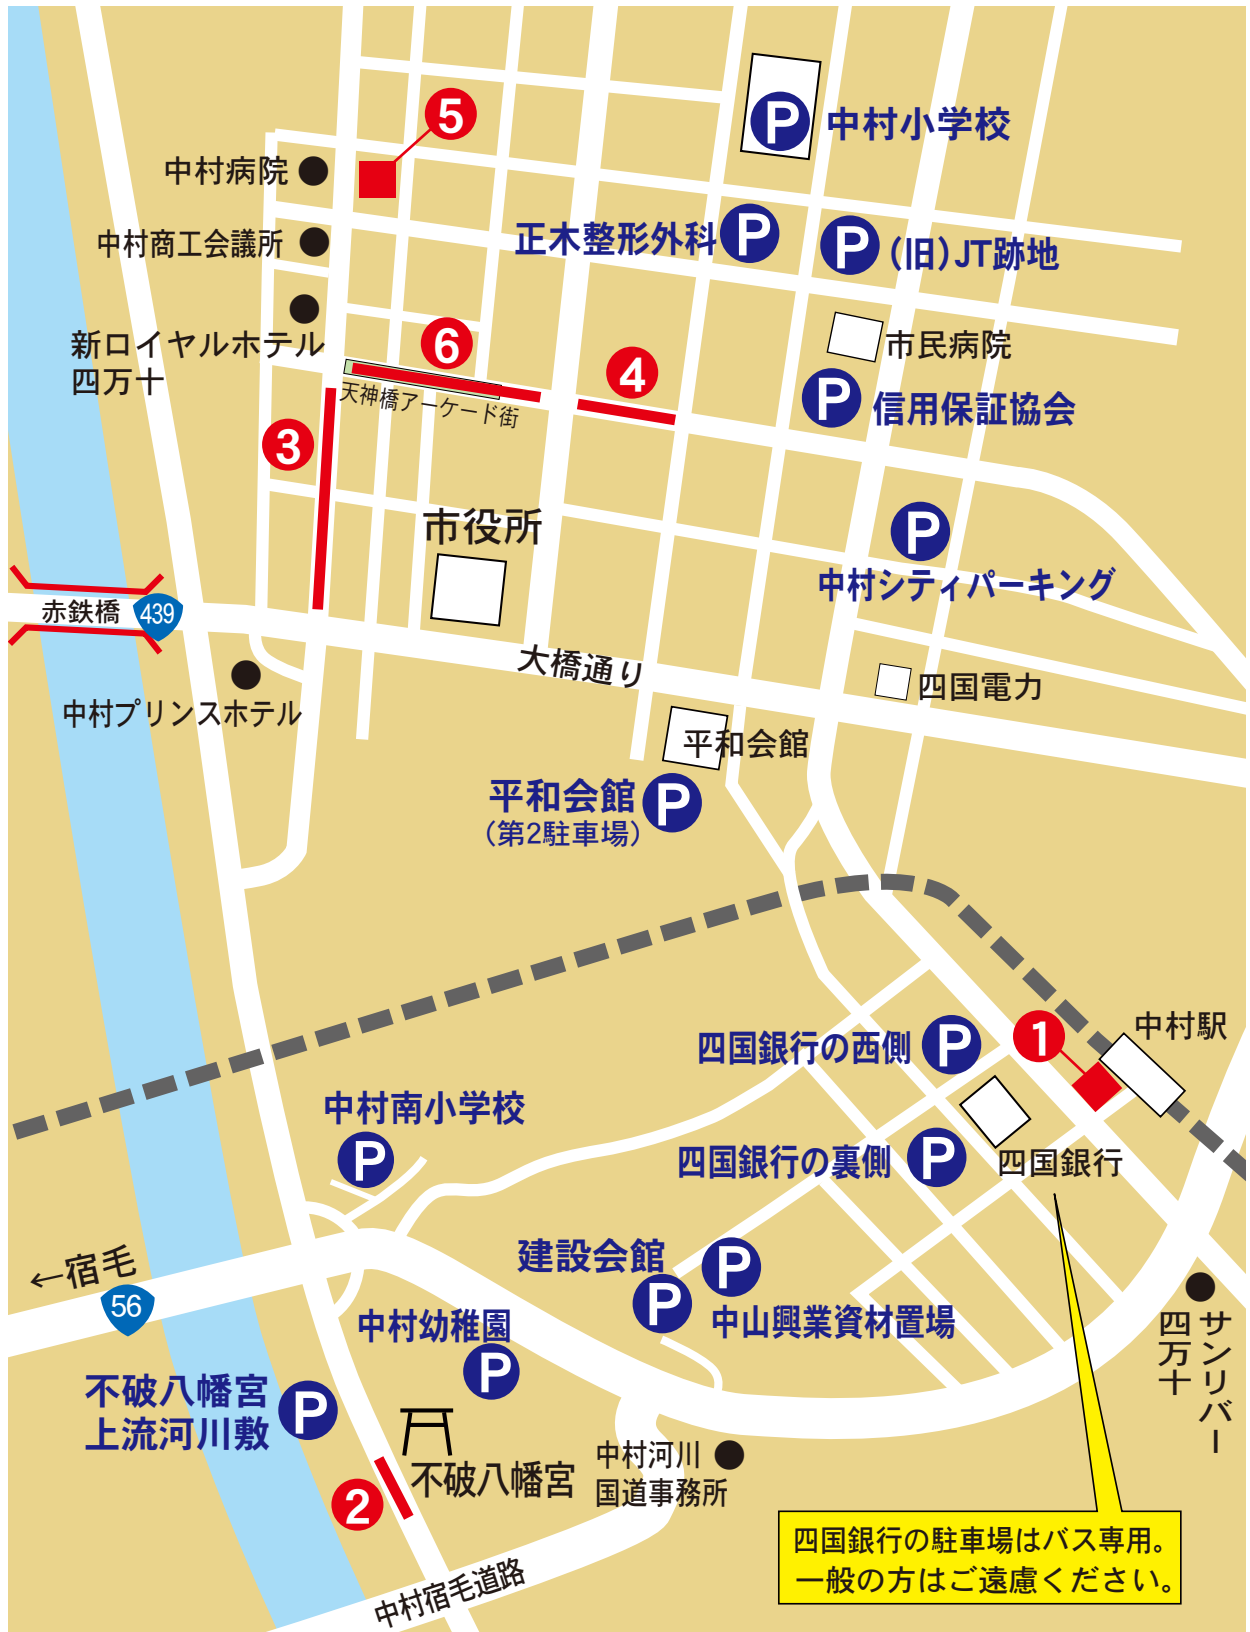 P 中村小学校
5
中村病院
中村商工会議所
正木整形外科 P
P (旧)JT跡地
新ロイヤルホテル
四万十
6
4
市民病院
天神橋アーケード街
P 信用保証協会
3
市役所
P
中村シティパーキング
赤鉄橋 439
大橋通り
四国電力
中村プリンスホテル
平和会館
平和会館 P
(第2駐車場)
中村駅
1
四国銀行の西側 P
中村南小学校
P
四国銀行の裏側 P
四国銀行
←宿毛
56
建設会館 P
P
中山興業資材置場
サンリバー
四万十
中村幼稚園
P
不破八幡宮
上流河川敷
P
不破八幡宮
2
中村河川
国道事務所
中村宿毛道路
四国銀行の駐車場はバス専用。
一般の方はご遠慮ください。